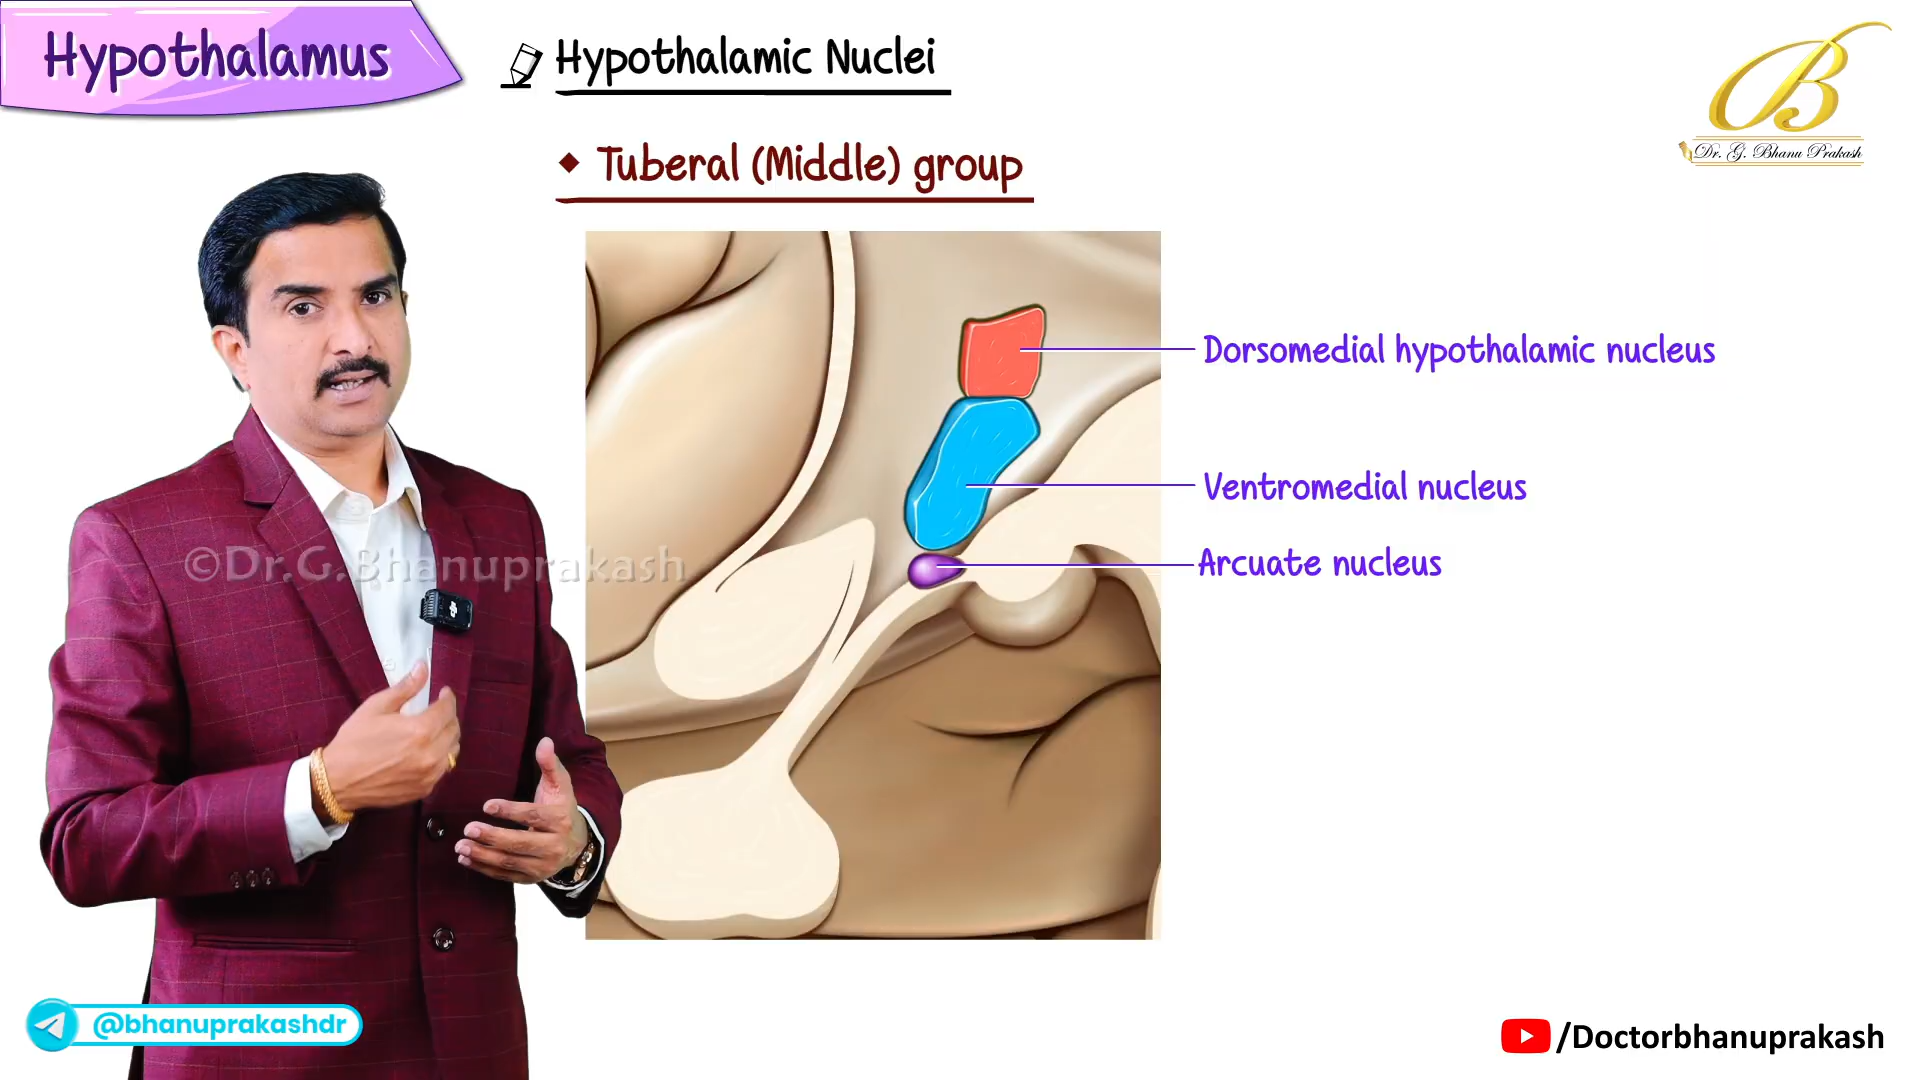 Hypothalamus
Hypothalamic Nuclei
Dr. G. Bhanu Prakash
◆ Tuberal (Middle) group
Dorsomedial hypothalamic nucleus
Ventromedial nucleus
©Dr.G.Bhanuprakash
Arcuate nucleus
@bhanuprakashdr
/Doctorbhanuprakash